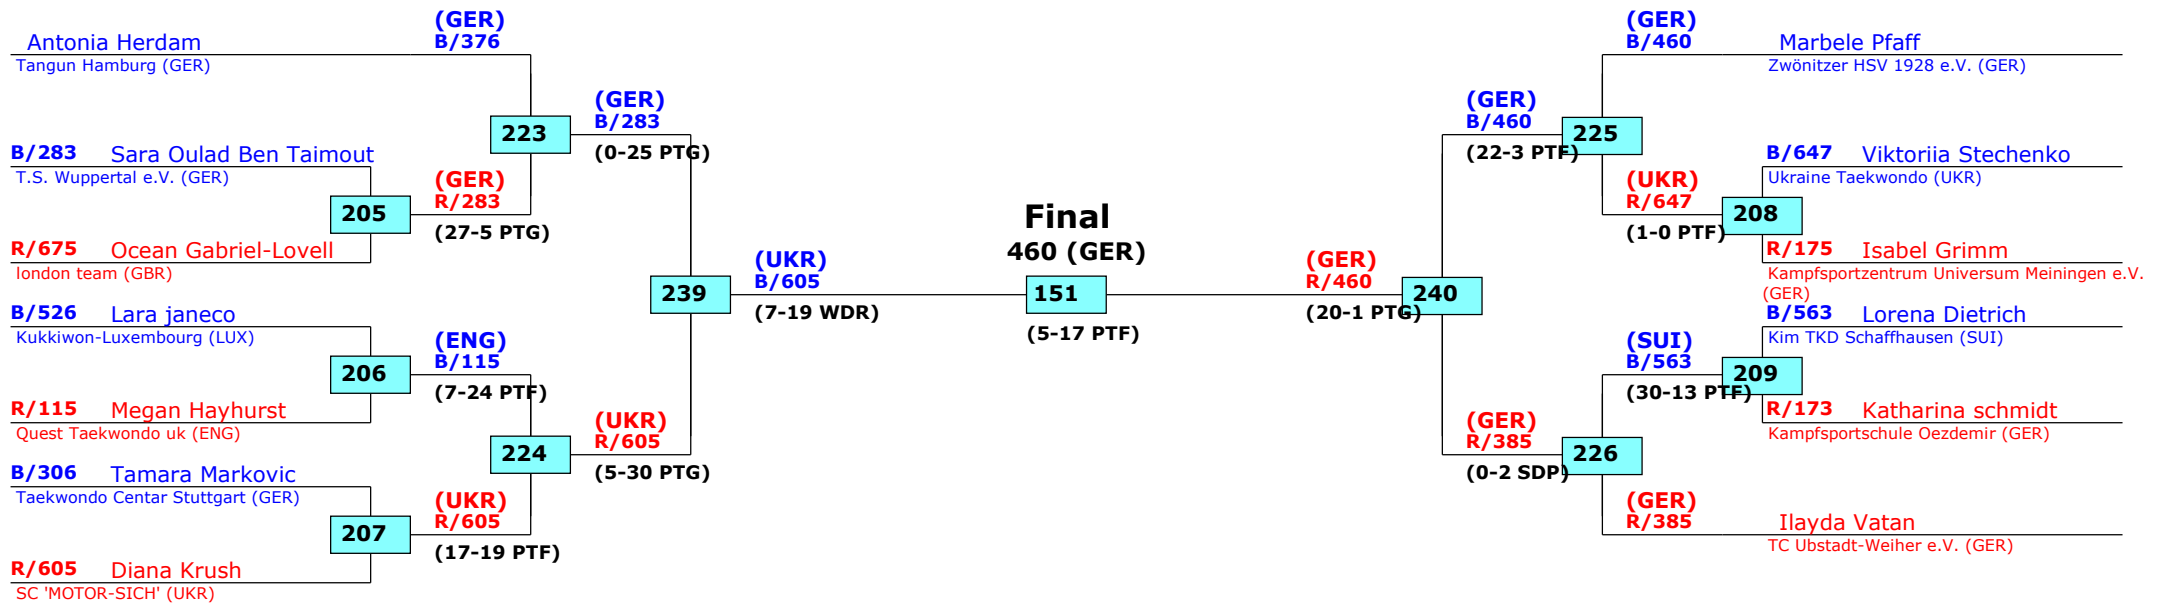 (GER)
B/376
Antonia Herdam
Tangun Hamburg (GER)
B/283 Sara Oulad Ben Taimout
T.S. Wuppertal e.V. (GER)
205
R/675 Ocean Gabriel-Lovell
london team (GBR)
B/526 Lara janeco
Kukkiwon-Luxembourg (LUX)
206
R/115 Megan Hayhurst
Quest Taekwondo uk (ENG)
B/306 Tamara Markovic
Taekwondo Centar Stuttgart (GER)
207
R/605 Diana Krush
SC 'MOTOR-SICH' (UKR)
223
(GER)
R/283
(27-5 PTG)
(ENG)
B/115
(7-24 PTF)
224
(UKR)
R/605
(17-19 PTF)
(GER)
B/283
(0-25 PTG)
239
(UKR)
R/605
(5-30 PTG)
(UKR)
B/605
(7-19 WDR)
Final
460 (GER)
151
(5-17 PTF)
(GER)
R/460
(20-1 PTG)
240
(GER)
B/460
(22-3 PTF)
225
(GER)
R/385
(0-2 SDP)
226
(GER)
B/460
Marbele Pfaff
Zwönitzer HSV 1928 e.V. (GER)
(UKR)
R/647
(1-0 PTF)
208
B/647 Viktoriia Stechenko
Ukraine Taekwondo (UKR)
R/175 Isabel Grimm
Kampfsportzentrum Universum Meiningen e.V.
(GER)
(SUI)
B/563
(30-13 PTF)
209
B/563 Lorena Dietrich
Kim TKD Schaffhausen (SUI)
R/173 Katharina schmidt
Kampfsportschule Oezdemir (GER)
(GER)
R/385
Ilayda Vatan
TC Ubstadt-Weiher e.V. (GER)